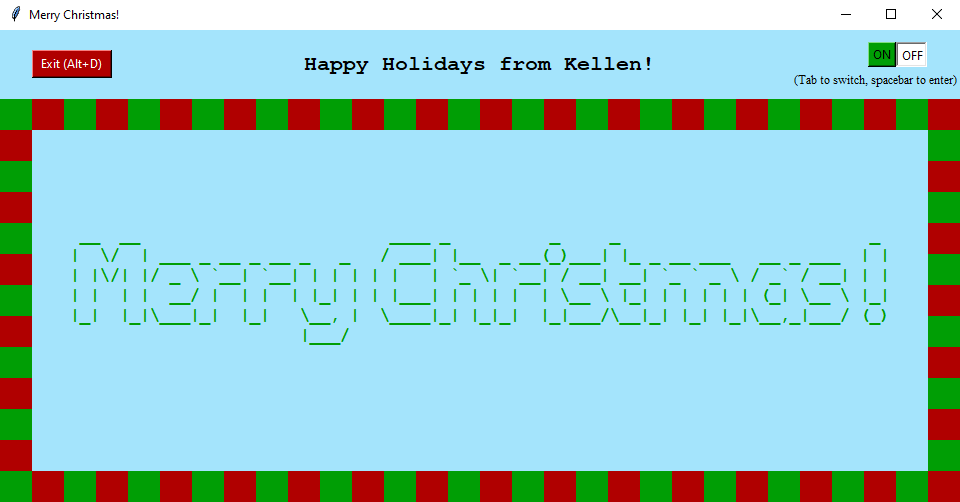 Merry Christmas!
Exit (Alt+D)
Happy Holidays from Kellen!
ON OFF
(Tab to switch, spacebar to enter)
Merry Christmas!